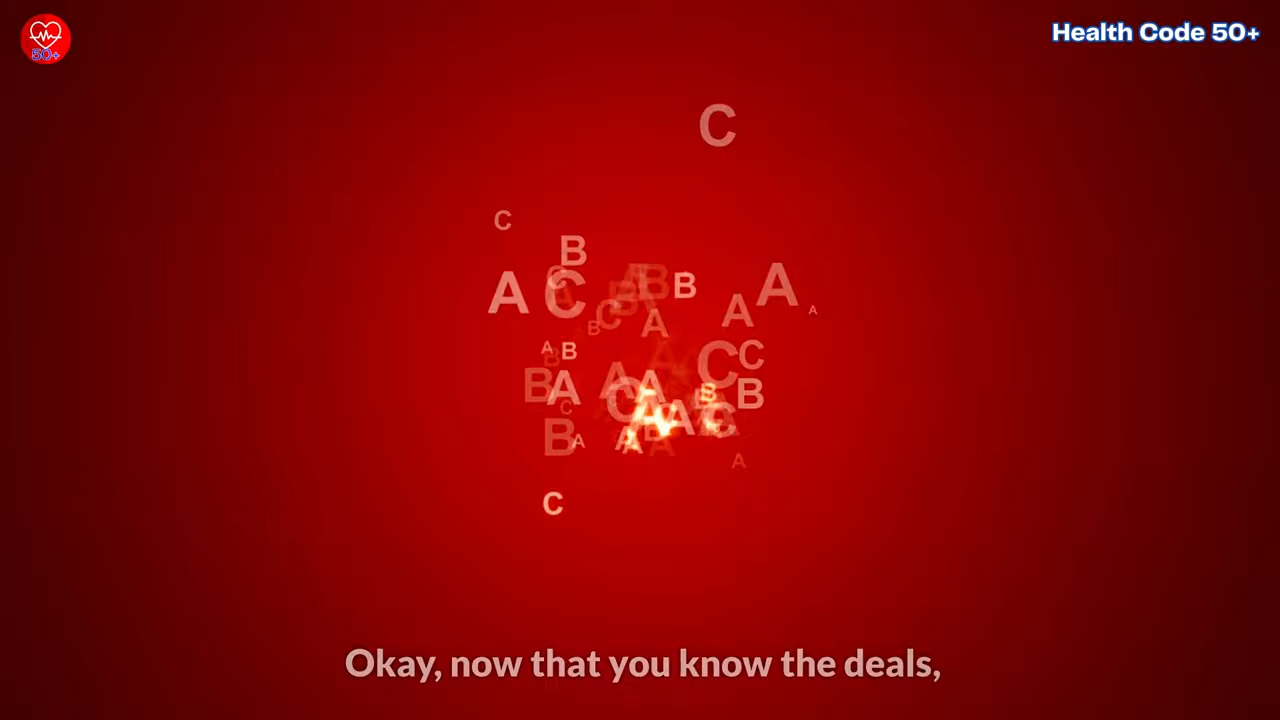 50+
Health Code 50+
C
C
B
A C B A A
C A
B
A B C C
B A A A B
C
B A A
A
C
Okay, now that you know the deals,